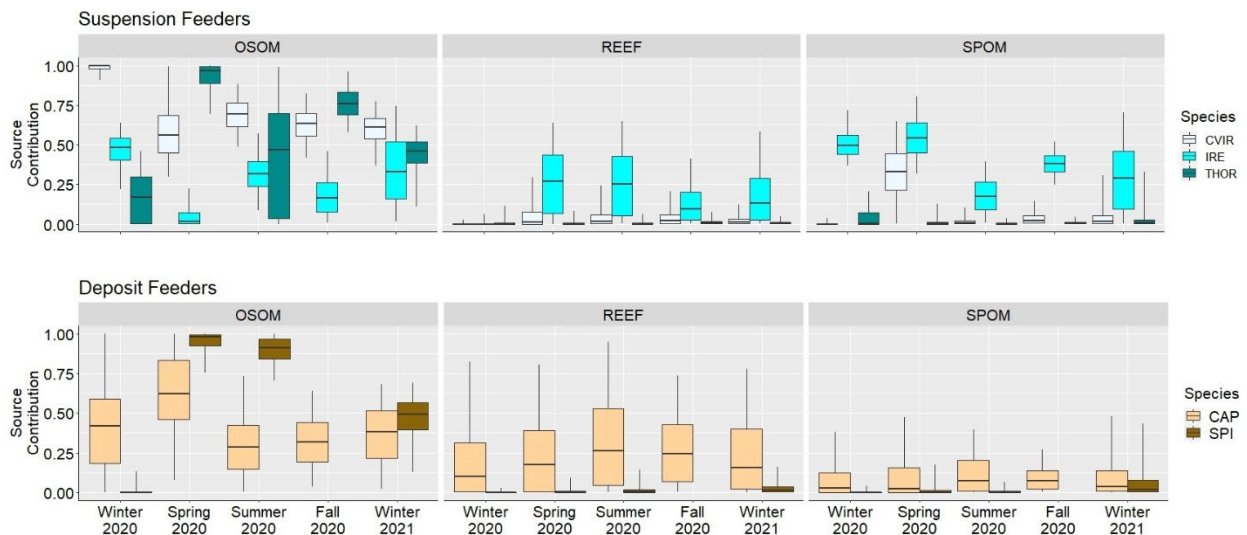 Suspension Feeders
OSOM
REEF
SPOM
1.00
0.75
0.50
0.25
0.00
Source
Contribution
Species
CVIR
IRE
THOR
Deposit Feeders
OSOM
REEF
SPOM
1.00
0.75
0.50
0.25
0.00
Source
Contribution
Species
CAP
SPI
Winter Spring Summer Fall Winter
2020 2020 2020 2020 2021
Winter Spring Summer Fall Winter
2020 2020 2020 2020 2021
Winter Spring Summer Fall Winter
2020 2020 2020 2020 2021